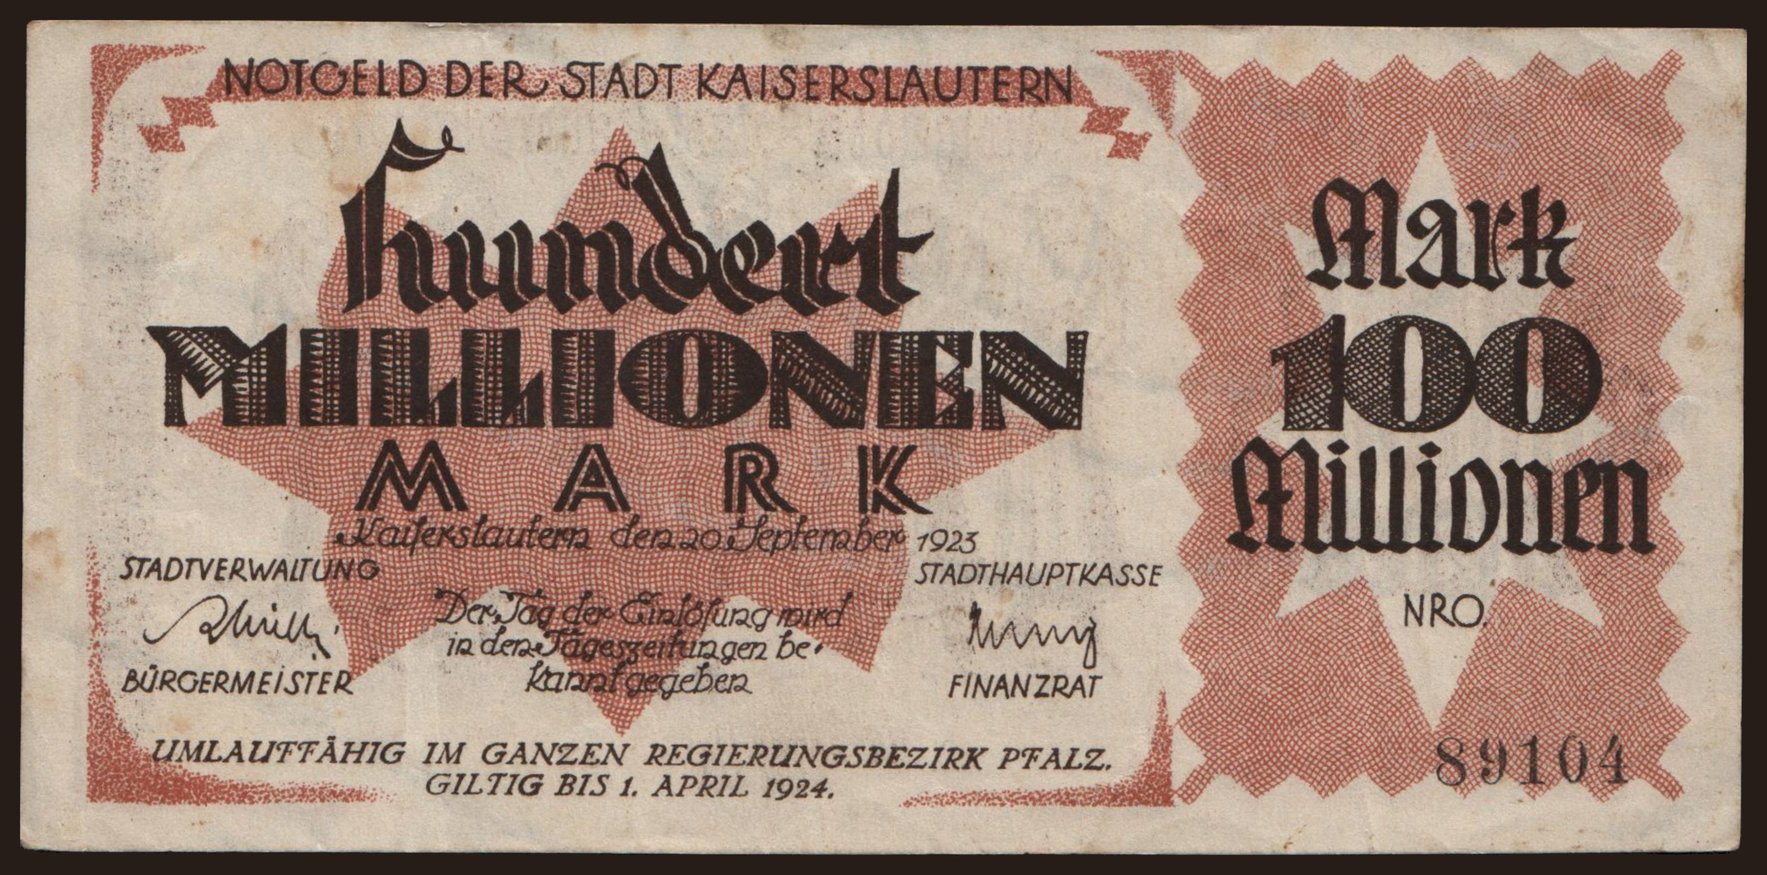 NOTGELD DER STADT KAISERSLAUTERN
hundert
MILLIONEN
MARK
Kaiserslautern den 20. September 1923
STADTVERWALTUNG
STADTHAUPTKASSE
Der Tag der Einlösung wird
in den Tageszeitungen be-
kannt gegeben
BÜRGERMEISTER
FINANZRAT
UMLAUFFÄHIG IM GANZEN REGIERUNGSBEZIRK PFALZ.
GILTIG BIS 1. APRIL 1924.
Mark
100
Millionen
NRO.
89104